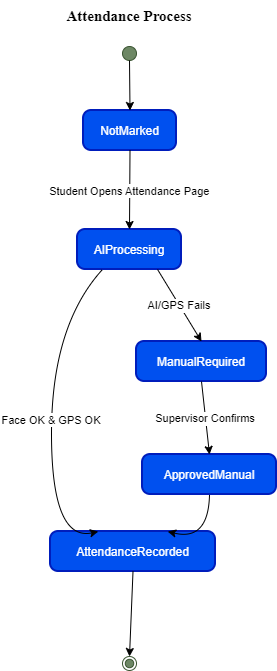 Attendance Process
NotMarked
Student Opens Attendance Page
AIProcessing
AI/GPS Fails
ManualRequired
Face OK & GPS OK
Supervisor Confirms
ApprovedManual
AttendanceRecorded